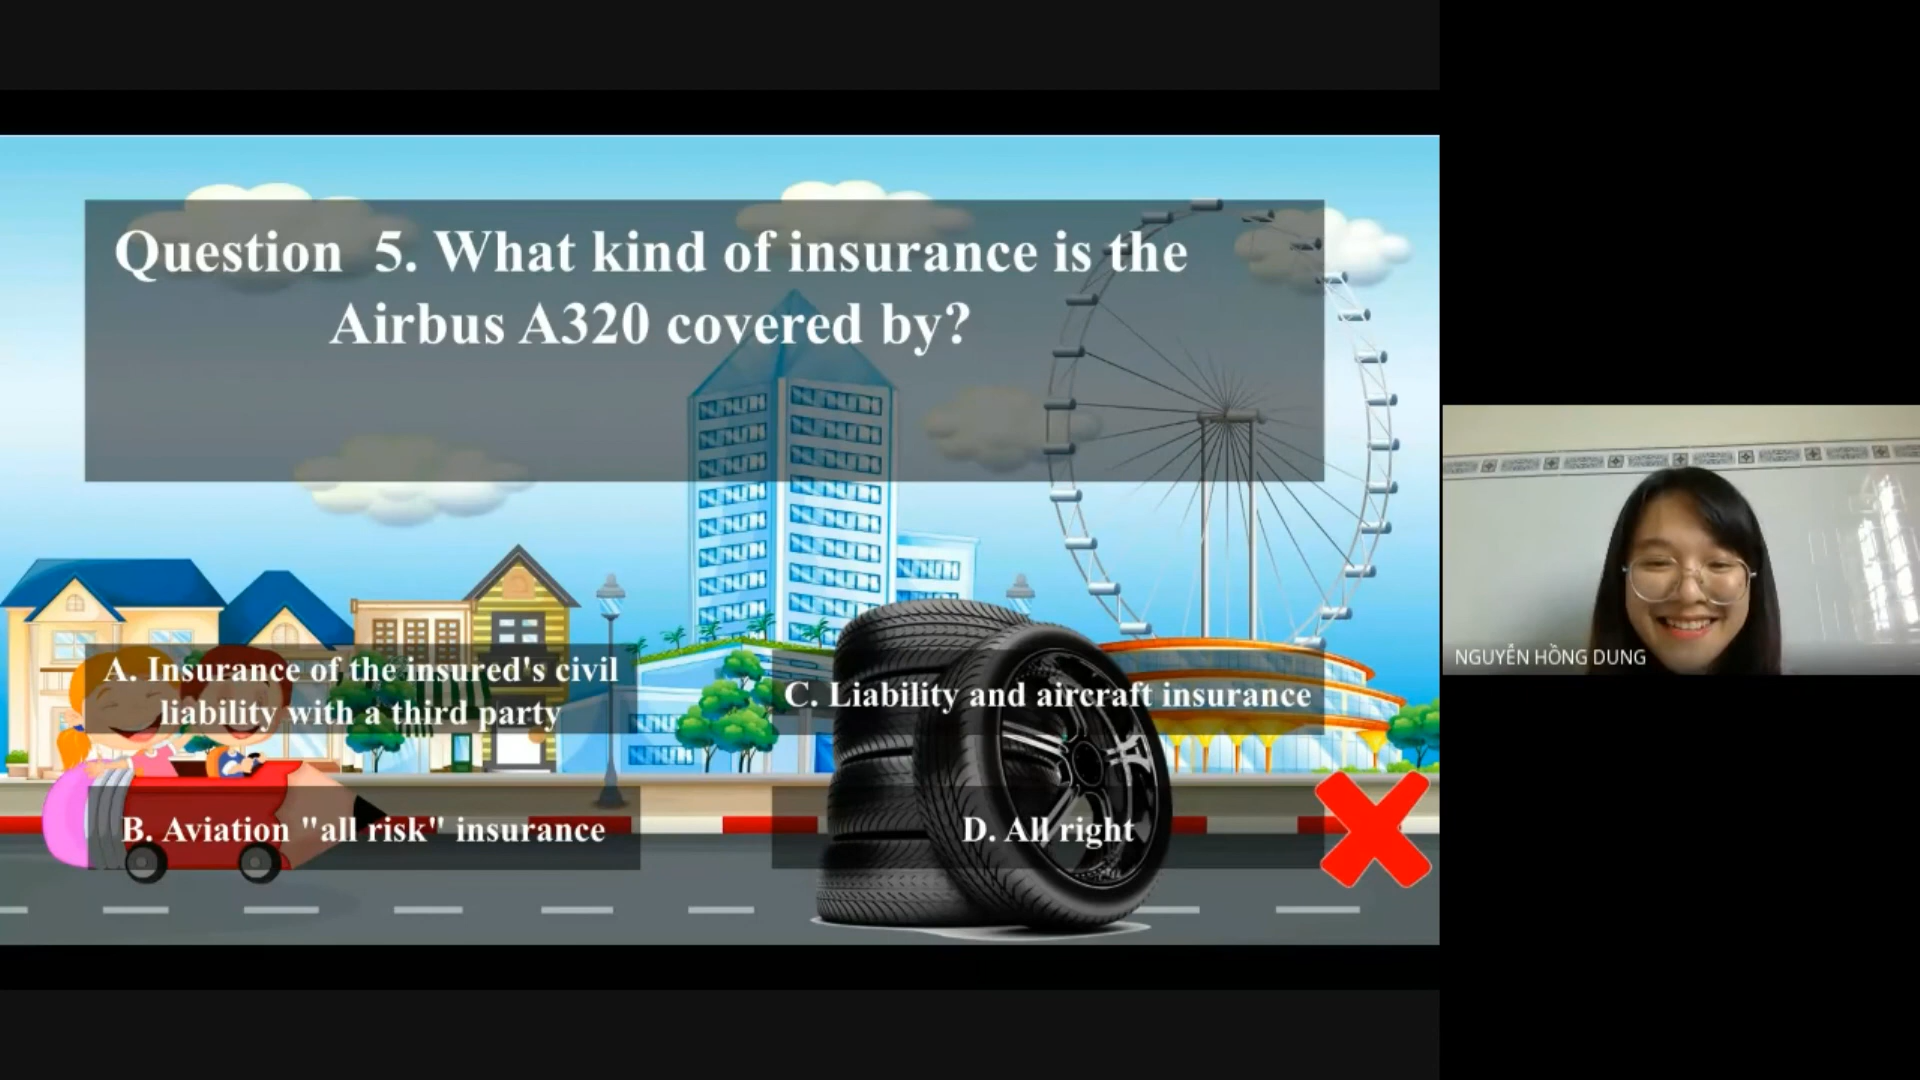 Question  5. What kind of insurance is the
Airbus A320 covered by?
A. Insurance of the insured's civil
liability with a third party
C. Liability and aircraft insurance
B. Aviation "all risk" insurance
D. All right
NGUYỄN HỒNG DUNG